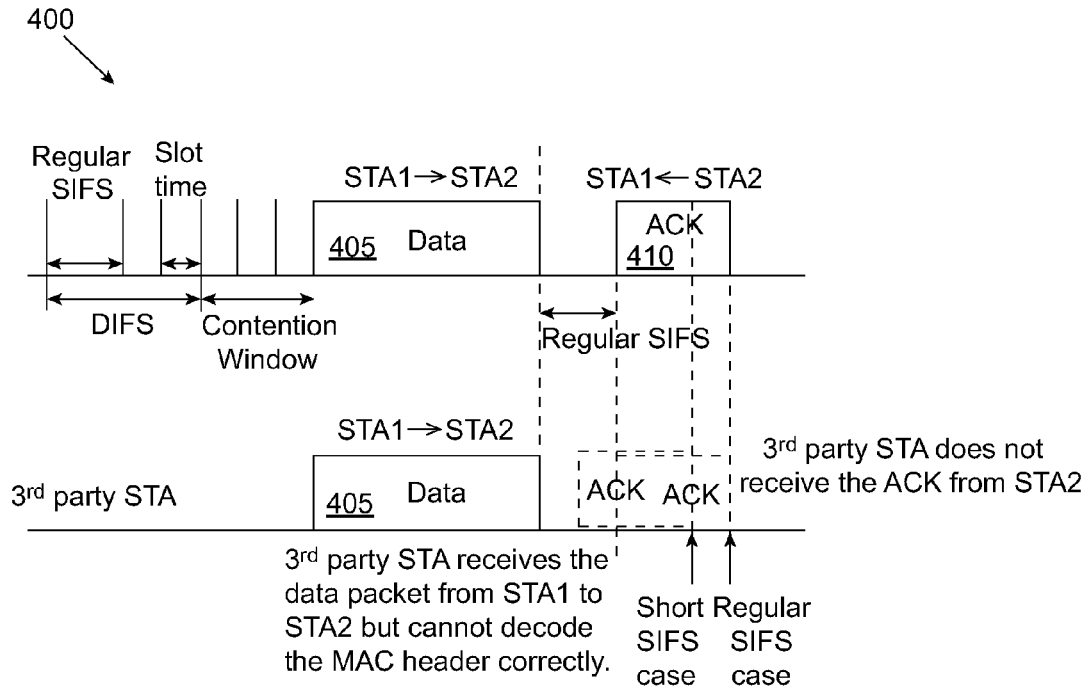 400
Regular
SIFS
Slot
time
STA1→STA2
STA1←STA2
405 Data
ACK
410
DIFS
Contention
Window
Regular SIFS
STA1→STA2
3rd party STA
405 Data
ACK
ACK
3rd party STA does not
receive the ACK from STA2
3rd party STA receives the
data packet from STA1 to
STA2 but cannot decode
the MAC header correctly.
Short
SIFS
case
Regular
SIFS
case